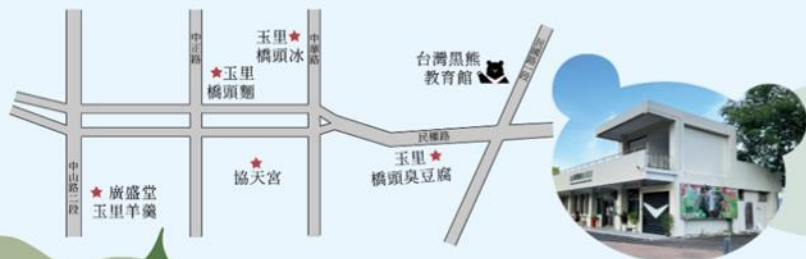 中正路
中華路
玉里
橋頭冰
玉里
橋頭麵
台灣黑熊
教育館
民權路
玉里
橋頭臭豆腐
協天宮
中山路二段
廣盛堂
玉里羊羹